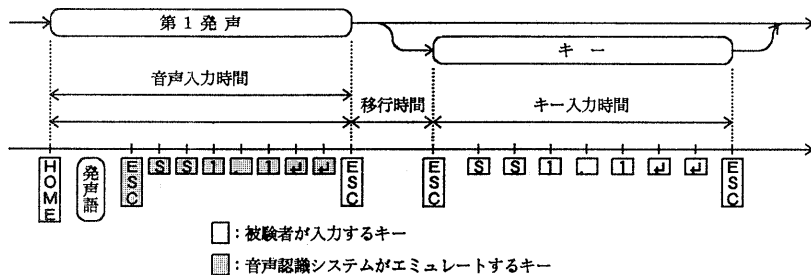 第１発声
キー
音声入力時間
移行時間 キー入力時間
HOME 発声語 ESC S S 1 . 1 ↵ ↵ ESC ESC S S 1 . 1 ↵ ↵ ESC
：被験者が入力するキー
：音声認識システムがエミュレートするキー